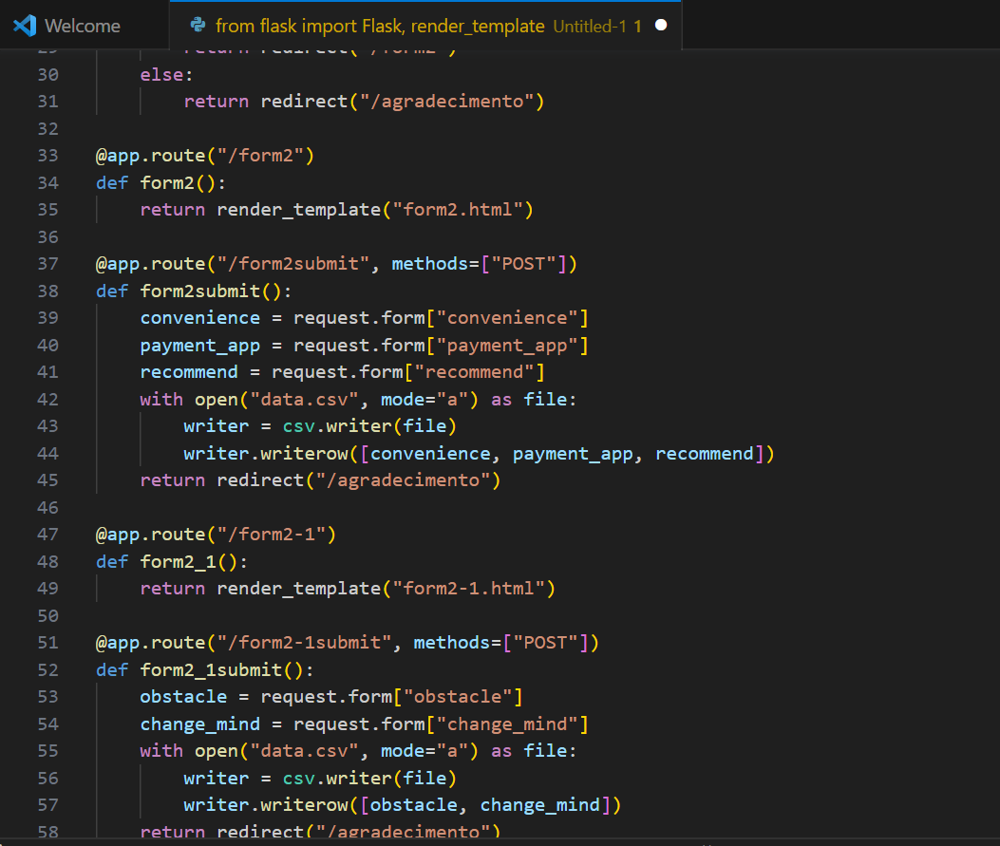 Welcome
from flask import Flask, render_template Untitled-1 1
29 return redirect("/form2")
30 else:
31 return redirect("/agradecimento")
32
33 @app.route("/form2")
34 def form2():
35 return render_template("form2.html")
36
37 @app.route("/form2submit", methods=["POST"])
38 def form2submit():
39 convenience = request.form["convenience"]
40 payment_app = request.form["payment_app"]
41 recommend = request.form["recommend"]
42 with open("data.csv", mode="a") as file:
43 writer = csv.writer(file)
44 writer.writerow([convenience, payment_app, recommend])
45 return redirect("/agradecimento")
46
47 @app.route("/form2-1")
48 def form2_1():
49 return render_template("form2-1.html")
50
51 @app.route("/form2-1submit", methods=["POST"])
52 def form2_1submit():
53 obstacle = request.form["obstacle"]
54 change_mind = request.form["change_mind"]
55 with open("data.csv", mode="a") as file:
56 writer = csv.writer(file)
57 writer.writerow([obstacle, change_mind])
58 return redirect("/agradecimento")